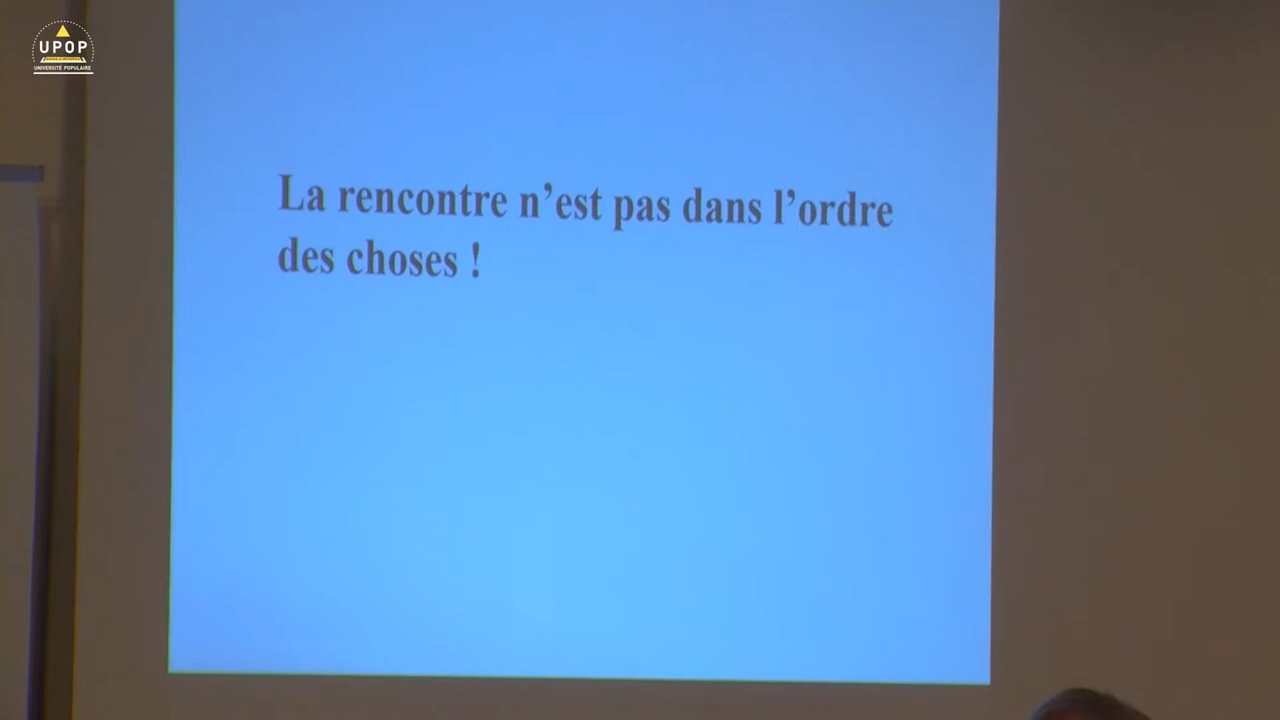 UPOP
UNIVERSITÉ POPULAIRE
La rencontre n’est pas dans l’ordre
des choses !